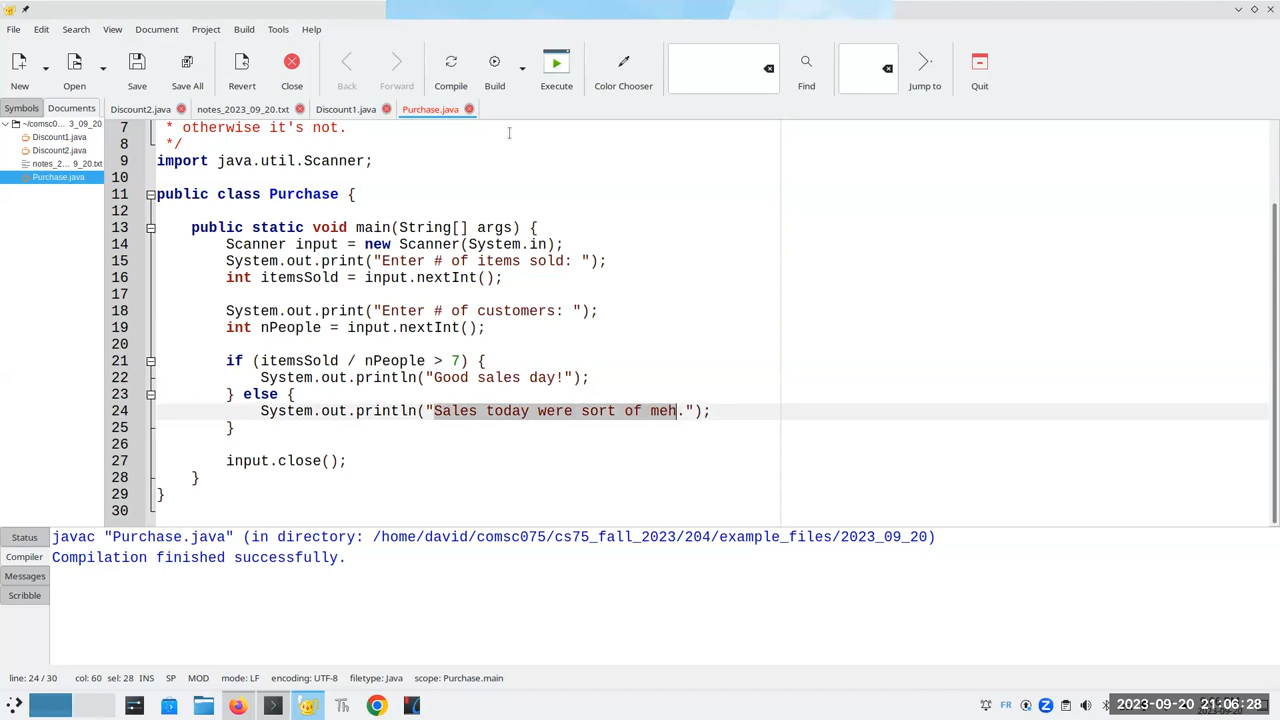 File Edit Search View Document Project Build Tools Help
New Open Save Save All Revert Close Back Forward Compile Build Execute Color Chooser Find Jump to Quit
Symbols Documents Discount2.java notes_2023_09_20.txt Discount1.java Purchase.java
~/comsc0... 3_09_20
Discount1.java
Discount2.java
notes_2... 9_20.txt
Purchase.java
7 * otherwise it's not.
8 */
9 import java.util.Scanner;
10
11 public class Purchase {
12
13 public static void main(String[] args) {
14 Scanner input = new Scanner(System.in);
15 System.out.print("Enter # of items sold: ");
16 int itemsSold = input.nextInt();
17
18 System.out.print("Enter # of customers: ");
19 int nPeople = input.nextInt();
20
21 if (itemsSold / nPeople > 7) {
22 System.out.println("Good sales day!");
23 } else {
24 System.out.println("Sales today were sort of meh.");
25 }
26
27 input.close();
28 }
29 }
30
Status
Compiler
Messages
Scribble
javac "Purchase.java" (in directory: /home/david/comsc075/cs75_fall_2023/204/example_files/2023_09_20)
Compilation finished successfully.
line: 24 / 30 col: 60 sel: 28 INS SP MOD mode: LF encoding: UTF-8 filetype: Java scope: Purchase.main
FR 2023-09-20 21:06:28